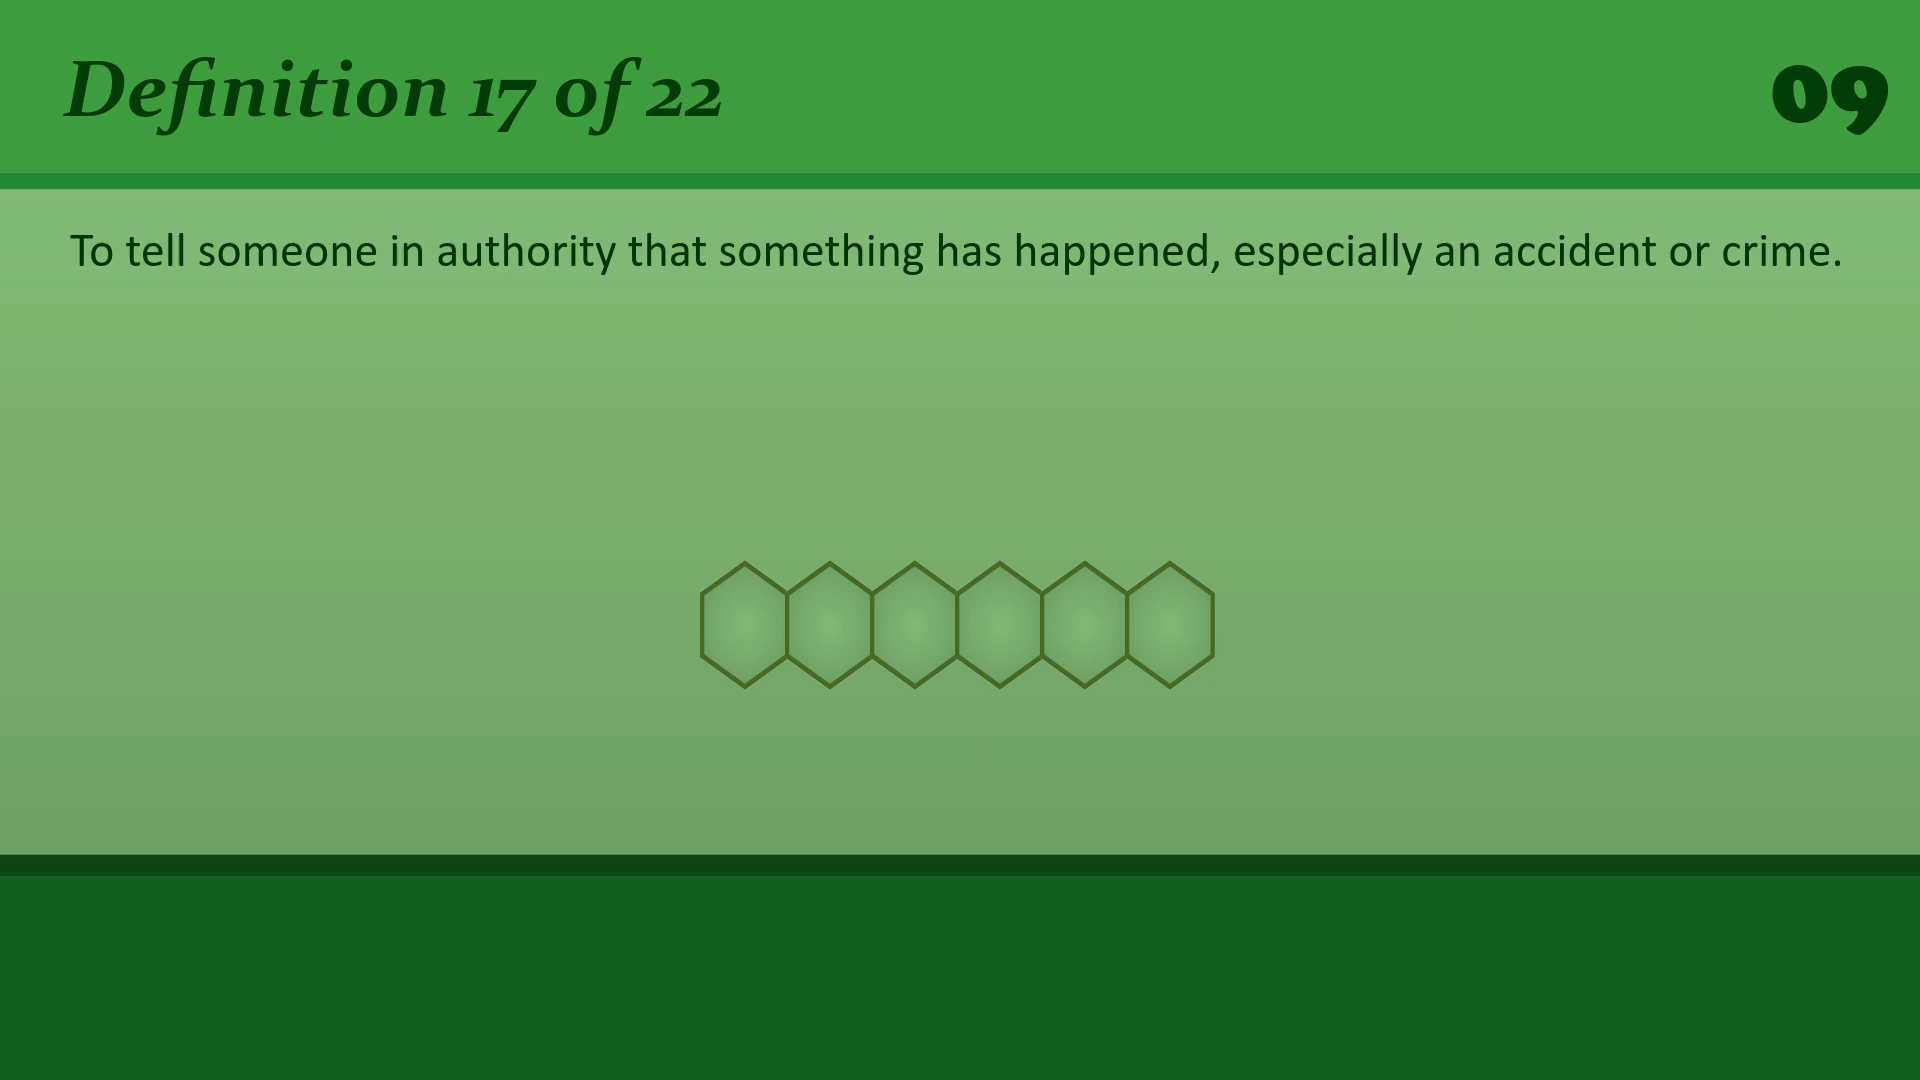 Definition 17 of 22
09
To tell someone in authority that something has happened, especially an accident or crime.